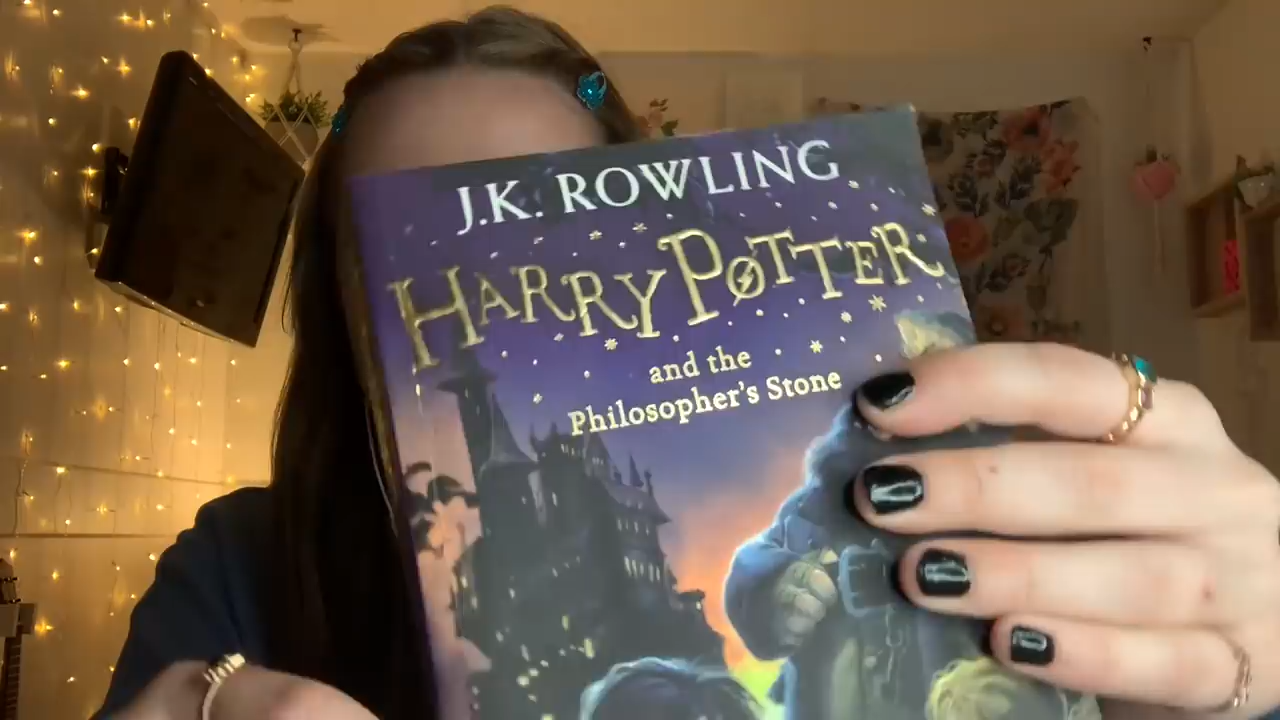 J.K. ROWLING
HARRY POTTER
and the
Philosopher's Stone